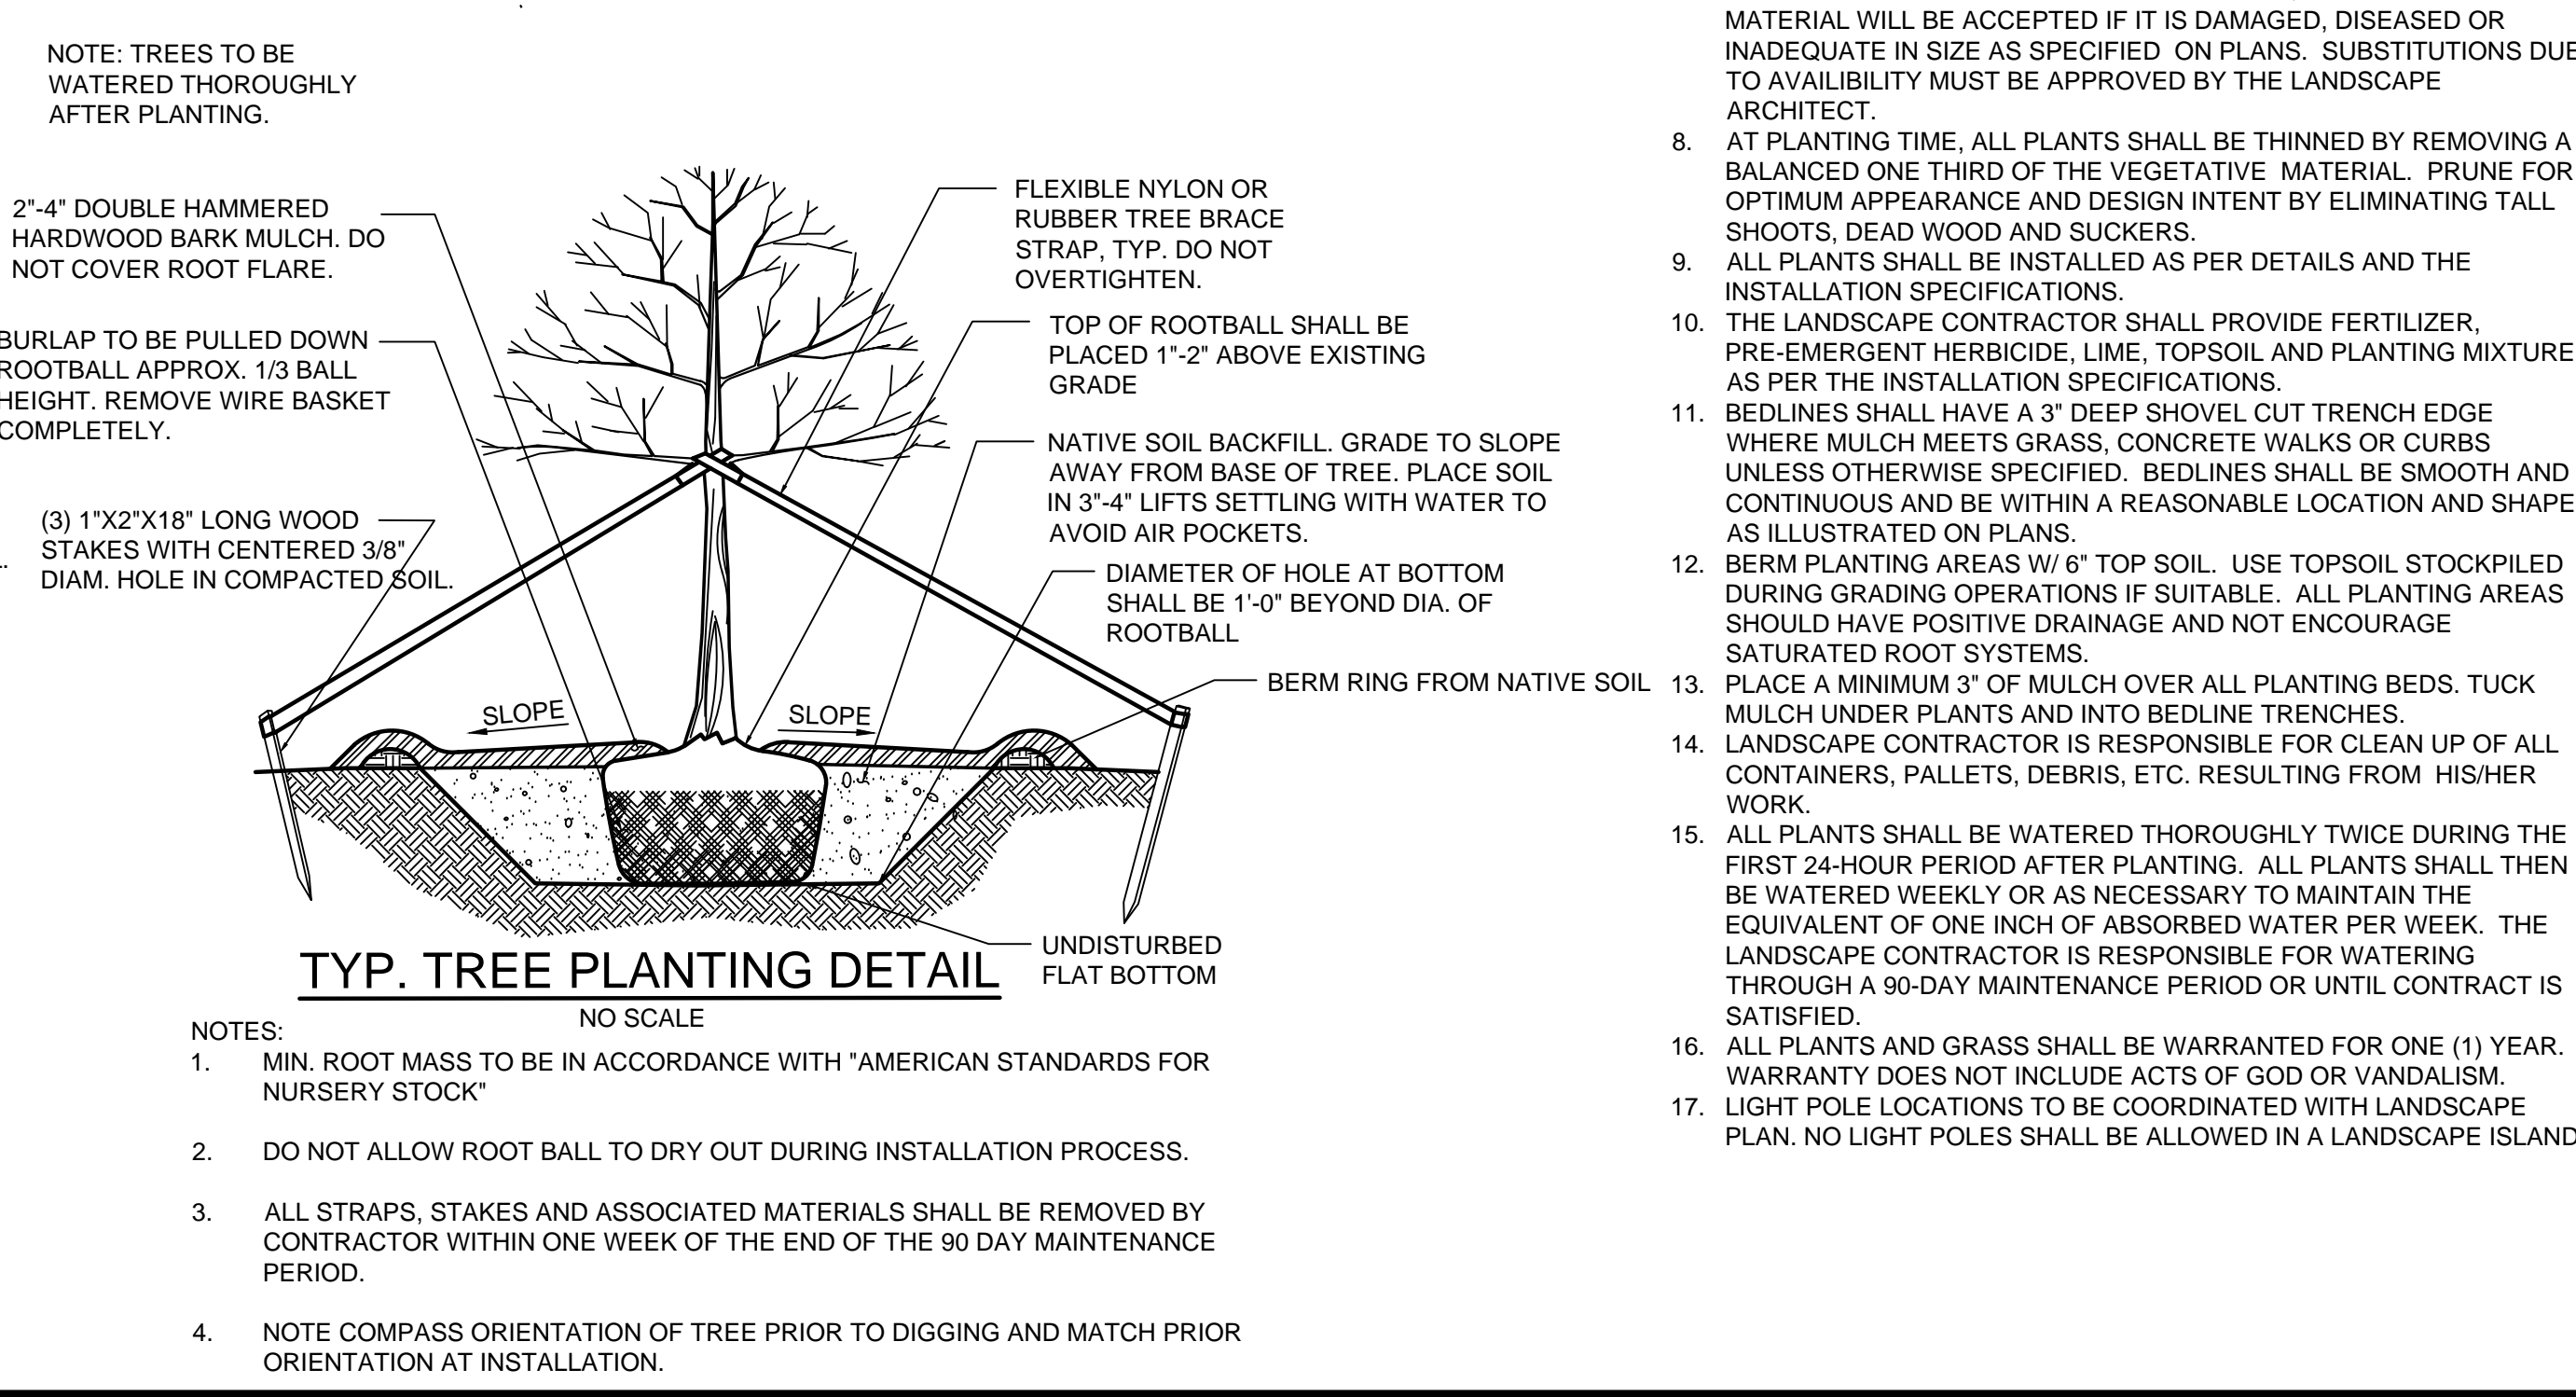 NOTE: TREES TO BE
WATERED THOROUGHLY
AFTER PLANTING.
2"-4" DOUBLE HAMMERED
HARDWOOD BARK MULCH. DO
NOT COVER ROOT FLARE.
BURLAP TO BE PULLED DOWN
ROOTBALL APPROX. 1/3 BALL
HEIGHT. REMOVE WIRE BASKET
COMPLETELY.
(3) 1"X2"X18" LONG WOOD
STAKES WITH CENTERED 3/8"
DIAM. HOLE IN COMPACTED SOIL.
FLEXIBLE NYLON OR
RUBBER TREE BRACE
STRAP, TYP. DO NOT
OVERTIGHTEN.
TOP OF ROOTBALL SHALL BE
PLACED 1"-2" ABOVE EXISTING
GRADE
NATIVE SOIL BACKFILL. GRADE TO SLOPE
AWAY FROM BASE OF TREE. PLACE SOIL
IN 3"-4" LIFTS SETTLING WITH WATER TO
AVOID AIR POCKETS.
DIAMETER OF HOLE AT BOTTOM
SHALL BE 1'-0" BEYOND DIA. OF
ROOTBALL
BERM RING FROM NATIVE SOIL
SLOPE
SLOPE
UNDISTURBED
FLAT BOTTOM
TYP. TREE PLANTING DETAIL
NO SCALE
NOTES:
1. MIN. ROOT MASS TO BE IN ACCORDANCE WITH "AMERICAN STANDARDS FOR
NURSERY STOCK"
2. DO NOT ALLOW ROOT BALL TO DRY OUT DURING INSTALLATION PROCESS.
3. ALL STRAPS, STAKES AND ASSOCIATED MATERIALS SHALL BE REMOVED BY
CONTRACTOR WITHIN ONE WEEK OF THE END OF THE 90 DAY MAINTENANCE
PERIOD.
4. NOTE COMPASS ORIENTATION OF TREE PRIOR TO DIGGING AND MATCH PRIOR
ORIENTATION AT INSTALLATION.
MATERIAL WILL BE ACCEPTED IF IT IS DAMAGED, DISEASED OR
INADEQUATE IN SIZE AS SPECIFIED ON PLANS. SUBSTITUTIONS DUE
TO AVAILIBILITY MUST BE APPROVED BY THE LANDSCAPE
ARCHITECT.
8. AT PLANTING TIME, ALL PLANTS SHALL BE THINNED BY REMOVING A
BALANCED ONE THIRD OF THE VEGETATIVE MATERIAL. PRUNE FOR
OPTIMUM APPEARANCE AND DESIGN INTENT BY ELIMINATING TALL
SHOOTS, DEAD WOOD AND SUCKERS.
9. ALL PLANTS SHALL BE INSTALLED AS PER DETAILS AND THE
INSTALLATION SPECIFICATIONS.
10. THE LANDSCAPE CONTRACTOR SHALL PROVIDE FERTILIZER,
PRE-EMERGENT HERBICIDE, LIME, TOPSOIL AND PLANTING MIXTURE
AS PER THE INSTALLATION SPECIFICATIONS.
11. BEDLINES SHALL HAVE A 3" DEEP SHOVEL CUT TRENCH EDGE
WHERE MULCH MEETS GRASS, CONCRETE WALKS OR CURBS
UNLESS OTHERWISE SPECIFIED. BEDLINES SHALL BE SMOOTH AND
CONTINUOUS AND BE WITHIN A REASONABLE LOCATION AND SHAPE
AS ILLUSTRATED ON PLANS.
12. BERM PLANTING AREAS W/ 6" TOP SOIL. USE TOPSOIL STOCKPILED
DURING GRADING OPERATIONS IF SUITABLE. ALL PLANTING AREAS
SHOULD HAVE POSITIVE DRAINAGE AND NOT ENCOURAGE
SATURATED ROOT SYSTEMS.
13. PLACE A MINIMUM 3" OF MULCH OVER ALL PLANTING BEDS. TUCK
MULCH UNDER PLANTS AND INTO BEDLINE TRENCHES.
14. LANDSCAPE CONTRACTOR IS RESPONSIBLE FOR CLEAN UP OF ALL
CONTAINERS, PALLETS, DEBRIS, ETC. RESULTING FROM HIS/HER
WORK.
15. ALL PLANTS SHALL BE WATERED THOROUGHLY TWICE DURING THE
FIRST 24-HOUR PERIOD AFTER PLANTING. ALL PLANTS SHALL THEN
BE WATERED WEEKLY OR AS NECESSARY TO MAINTAIN THE
EQUIVALENT OF ONE INCH OF ABSORBED WATER PER WEEK. THE
LANDSCAPE CONTRACTOR IS RESPONSIBLE FOR WATERING
THROUGH A 90-DAY MAINTENANCE PERIOD OR UNTIL CONTRACT IS
SATISFIED.
16. ALL PLANTS AND GRASS SHALL BE WARRANTED FOR ONE (1) YEAR.
WARRANTY DOES NOT INCLUDE ACTS OF GOD OR VANDALISM.
17. LIGHT POLE LOCATIONS TO BE COORDINATED WITH LANDSCAPE
PLAN. NO LIGHT POLES SHALL BE ALLOWED IN A LANDSCAPE ISLAND